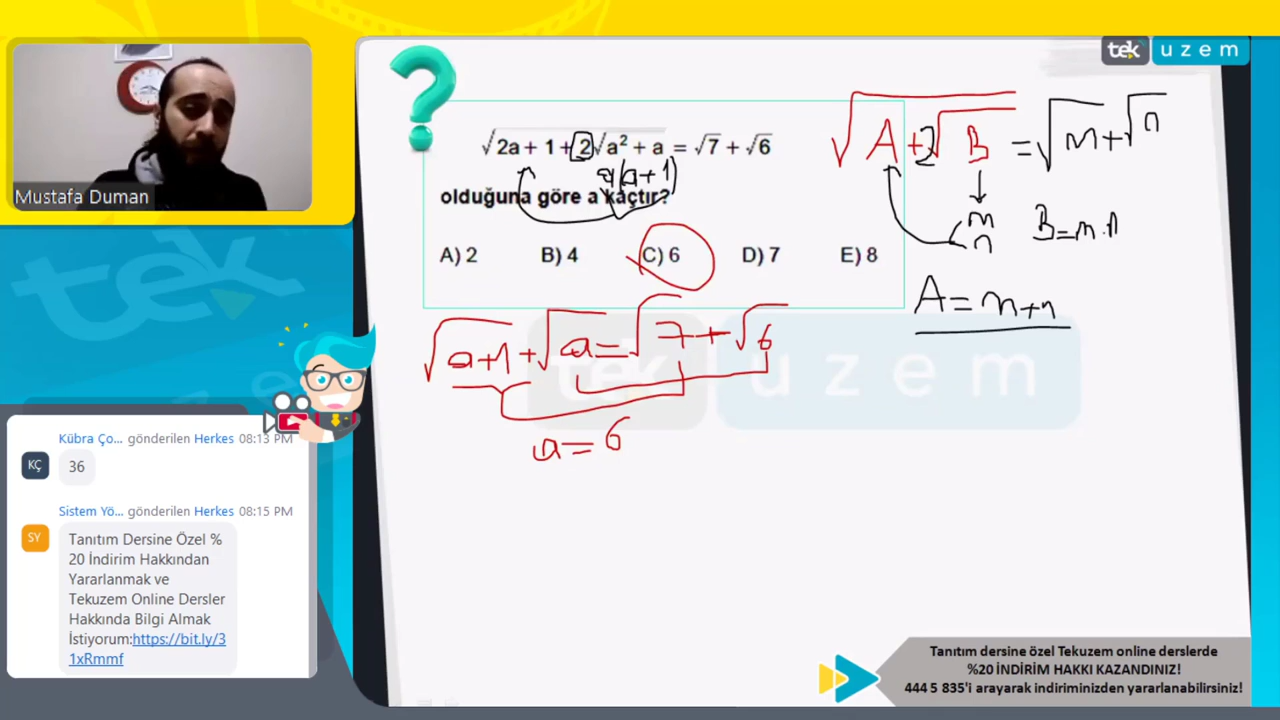 tek uzem
√2a + 1 + 2√a² + a = √7 + √6
a(a+1)
olduğuna göre a kaçtır?
A) 2 B) 4 C) 6 D) 7 E) 8
√A+2√B = √m+√n
m
n
B=m.n
A = m+n
√a+1 + √a = √7 + √6
a = 6
tek uzem
Mustafa Duman
Kübra Ço... gönderilen Herkes 08:13 PM
KÇ
36
Sistem Yö... gönderilen Herkes 08:15 PM
SY
Tanıtım Dersine Özel %
20 İndirim Hakkından
Yararlanmak ve
Tekuzem Online Dersler
Hakkında Bilgi Almak
İstiyorum:https://bit.ly/3
1xRmmf
Tanıtım dersine özel Tekuzem online derslerde
%20 İNDİRİM HAKKI KAZANDINIZ!
444 5 835'i arayarak indiriminizden yararlanabilirsiniz!